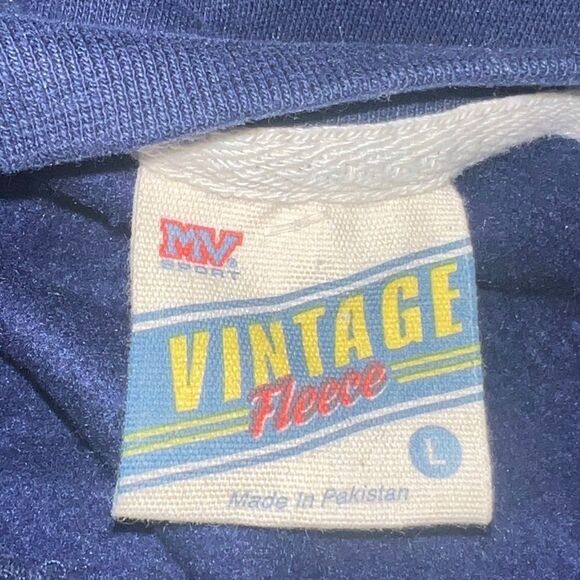 MV®
SPORT
VINTAGE
Fleece
L
Made In Pakistan